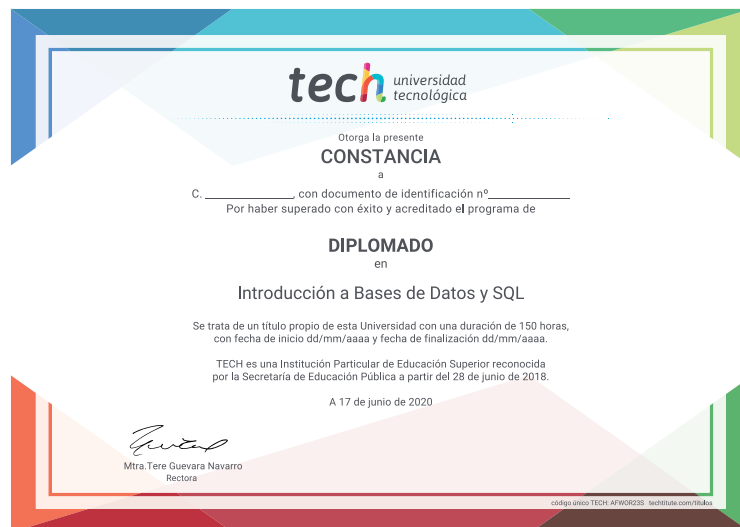 tech universidad
tecnológica
Otorga la presente
CONSTANCIA
a
C. ______________, con documento de identificación nº______________
Por haber superado con éxito y acreditado el programa de
DIPLOMADO
en
Introducción a Bases de Datos y SQL
Se trata de un título propio de esta Universidad con una duración de 150 horas,
con fecha de inicio dd/mm/aaaa y fecha de finalización dd/mm/aaaa.
TECH es una Institución Particular de Educación Superior reconocida
por la Secretaría de Educación Pública a partir del 28 de junio de 2018.
A 17 de junio de 2020
Mtra.Tere Guevara Navarro
Rectora
código único TECH: AFWOR23S techtitute.com/titulos